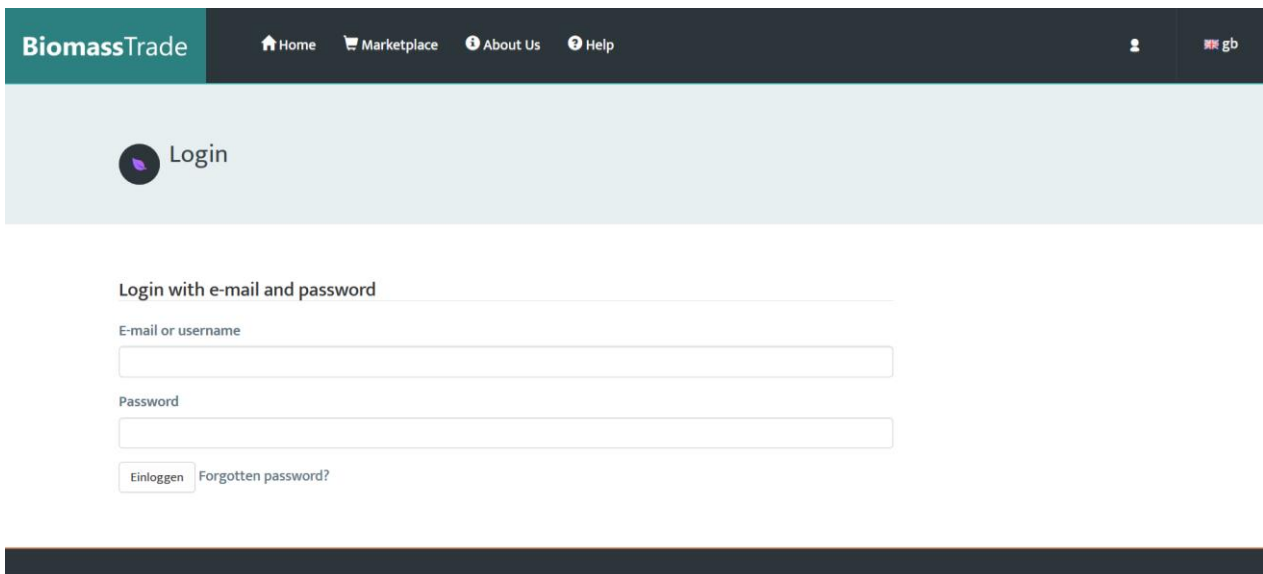 BiomassTrade Home Marketplace About Us Help gb
Login
Login with e-mail and password
E-mail or username
Password
Einloggen Forgotten password?